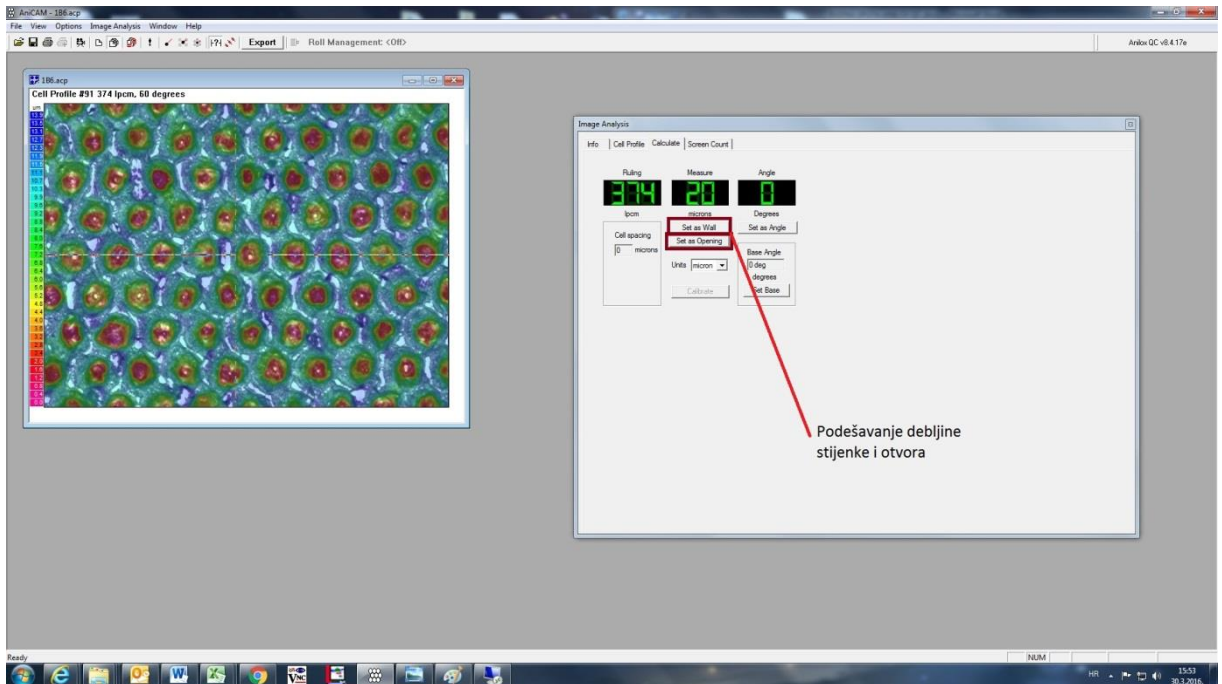 AniCAM - 1B6.acp
File View Options Image Analysis Window Help
Export Roll Management: <Off> Anilox QC v8.4.17e
1B6.acp
Cell Profile #91 374 lpcm, 60 degrees
um
Image Analysis
Info Cell Profile Calculate Screen Count
Ruling Measure Angle
374 20 0
lpcm microns Degrees
Set as Wall Set as Angle
Cell spacing Set as Opening
0 microns Base Angle
Units micron 0 deg
degrees
Calibrate Set Base
Podešavanje debljine
stijenke i otvora
Ready NUM
HR 15:53
30.3.2016.